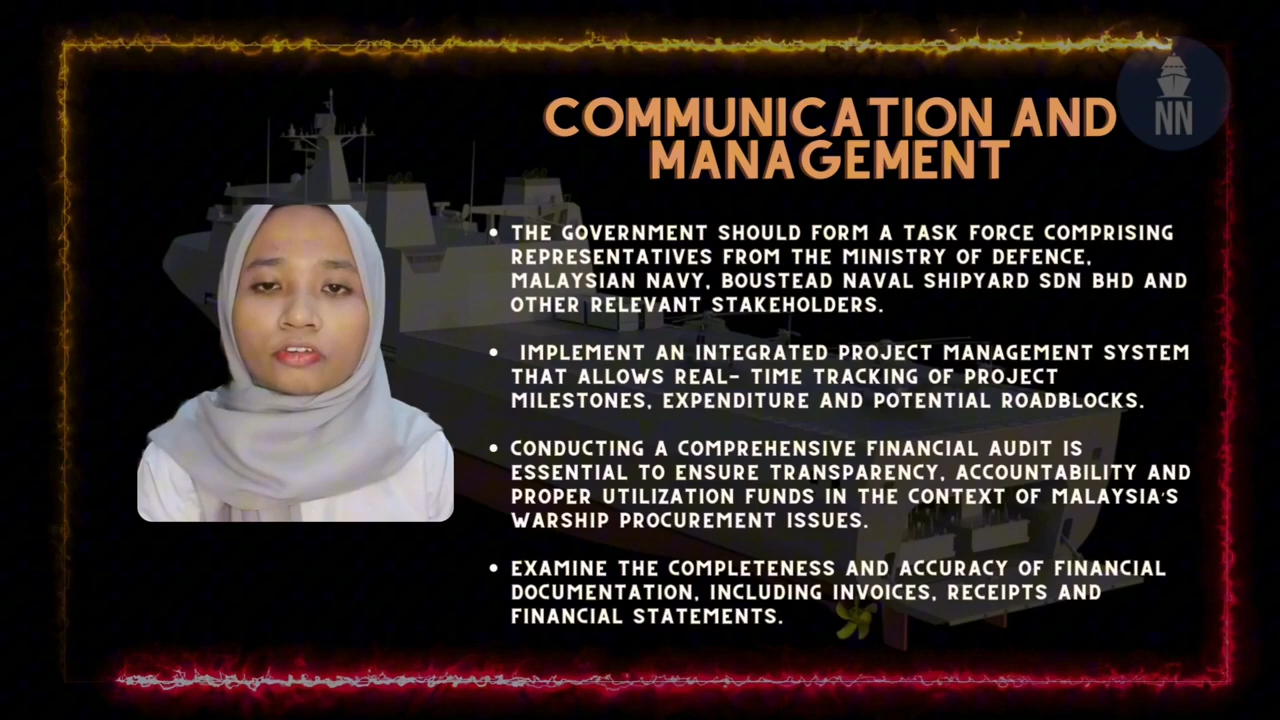 NN
COMMUNICATION AND
MANAGEMENT
• THE GOVERNMENT SHOULD FORM A TASK FORCE COMPRISING
REPRESENTATIVES FROM THE MINISTRY OF DEFENCE,
MALAYSIAN NAVY, BOUSTEAD NAVAL SHIPYARD SDN BHD AND
OTHER RELEVANT STAKEHOLDERS.
• IMPLEMENT AN INTEGRATED PROJECT MANAGEMENT SYSTEM
THAT ALLOWS REAL- TIME TRACKING OF PROJECT
MILESTONES, EXPENDITURE AND POTENTIAL ROADBLOCKS.
• CONDUCTING A COMPREHENSIVE FINANCIAL AUDIT IS
ESSENTIAL TO ENSURE TRANSPARENCY, ACCOUNTABILITY AND
PROPER UTILIZATION FUNDS IN THE CONTEXT OF MALAYSIA'S
WARSHIP PROCUREMENT ISSUES.
• EXAMINE THE COMPLETENESS AND ACCURACY OF FINANCIAL
DOCUMENTATION, INCLUDING INVOICES, RECEIPTS AND
FINANCIAL STATEMENTS.